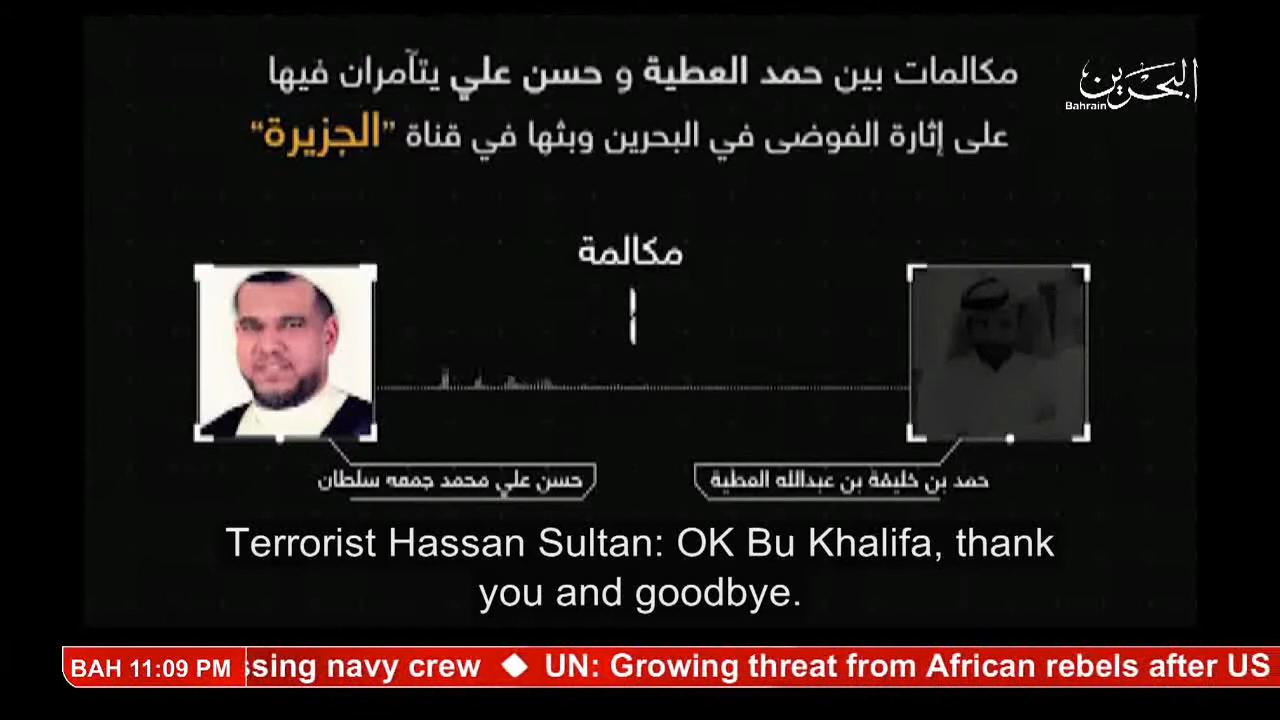 مكالمات بين حمد العطية و حسن علي يتآمران فيها
على إثارة الفوضى في البحرين وبثها في قناة "الجزيرة"
البحرين
Bahrain
مكالمة
1
حسن علي محمد جمعه سلطان
حمد بن خليفة بن عبدالله العطية
Terrorist Hassan Sultan: OK Bu Khalifa, thank
you and goodbye.
BAH 11:09 PM
ssing navy crew ◆ UN: Growing threat from African rebels after US